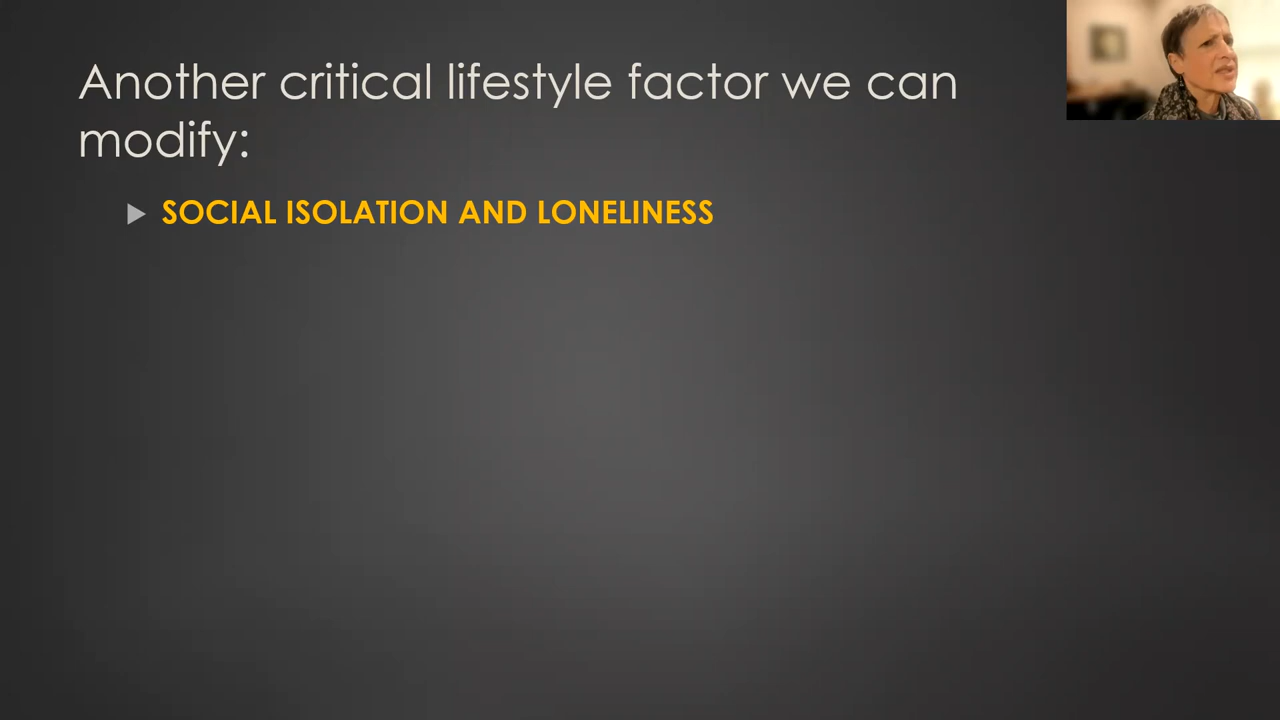 Another critical lifestyle factor we can
modify:
SOCIAL ISOLATION AND LONELINESS